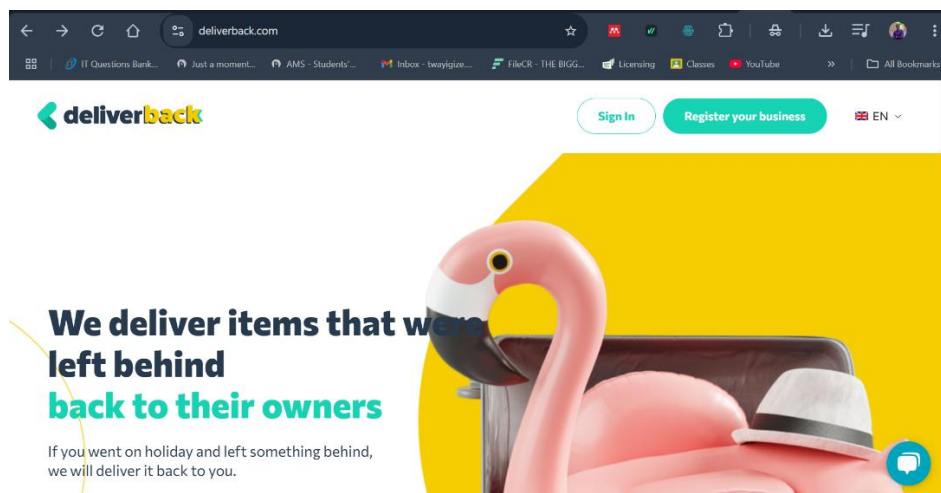 deliverback.com
IT Questions Bank...
Just a moment...
AMS - Students'...
Inbox - twayigize....
FileCR - THE BIGG...
Licensing
Classes
YouTube
»
All Bookmarks
deliverback
Sign In
Register your business
EN
We deliver items that were
left behind
back to their owners
If you went on holiday and left something behind,
we will deliver it back to you.